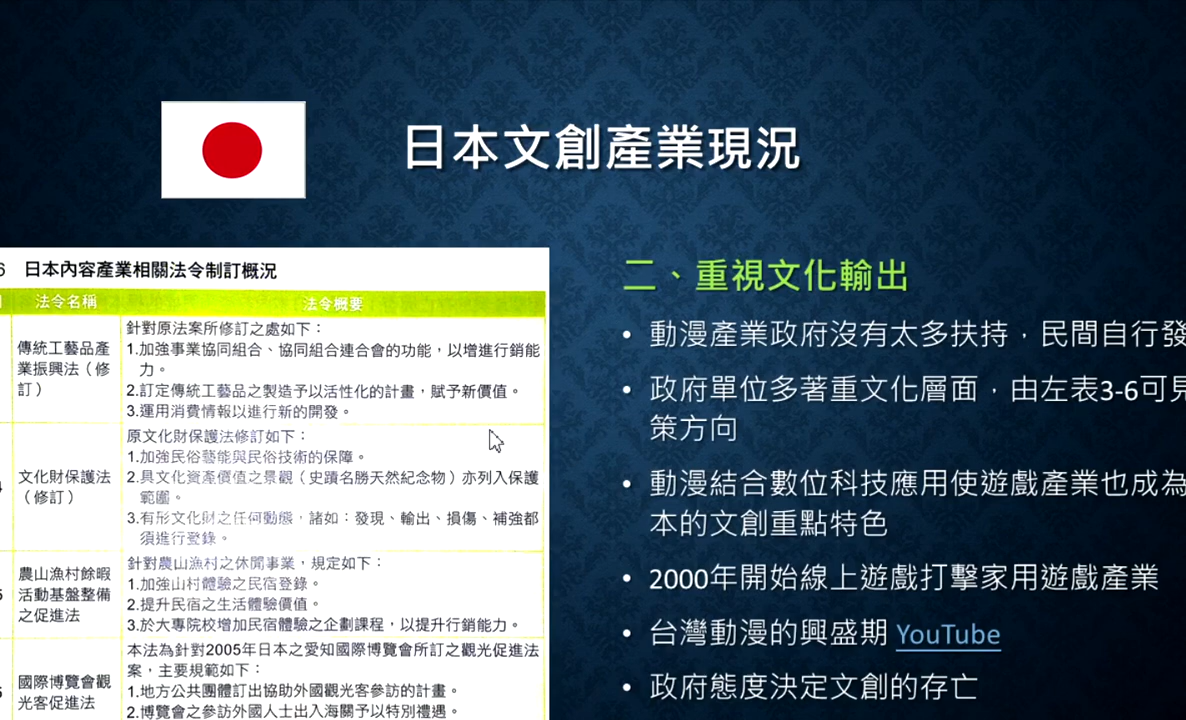 日本文創產業現況
6 日本內容產業相關法令制訂概況
法令名稱 法令概要
傳統工藝品產
業振興法（修
訂）
針對原法案所修訂之處如下：
1.加強事業協同組合、協同組合連合會的功能，以增進行銷能
力。
2.訂定傳統工藝品之製造予以活性化的計畫，賦予新價值。
3.運用消費情報以進行新的開發。
文化財保護法
（修訂）
原文化財保護法修訂如下：
1.加強民俗藝能與民俗技術的保障。
2.具文化資產價值之景觀（史蹟名勝天然紀念物）亦列入保護
範圍。
3.有形文化財之任何動態，諸如：發現、輸出、損傷、補強都
須進行登錄。
農山漁村餘暇
活動基盤整備
之促進法
針對農山漁村之休閒事業，規定如下：
1.加強山村體驗之民宿登錄。
2.提升民宿之生活體驗價值。
3.於大專院校增加民宿體驗之企劃課程，以提升行銷能力。
國際博覽會觀
光客促進法
本法為針對2005年日本之愛知國際博覽會所訂之觀光促進法
案，主要規範如下：
1.地方公共團體訂出協助外國觀光客參訪的計畫。
2.博覽會之參訪外國人士出入海關予以特別禮遇。
二、重視文化輸出
• 動漫產業政府沒有太多扶持，民間自行發
• 政府單位多著重文化層面，由左表3-6可見
策方向
• 動漫結合數位科技應用使遊戲產業也成為
本的文創重點特色
• 2000年開始線上遊戲打擊家用遊戲產業
• 台灣動漫的興盛期 YouTube
• 政府態度決定文創的存亡